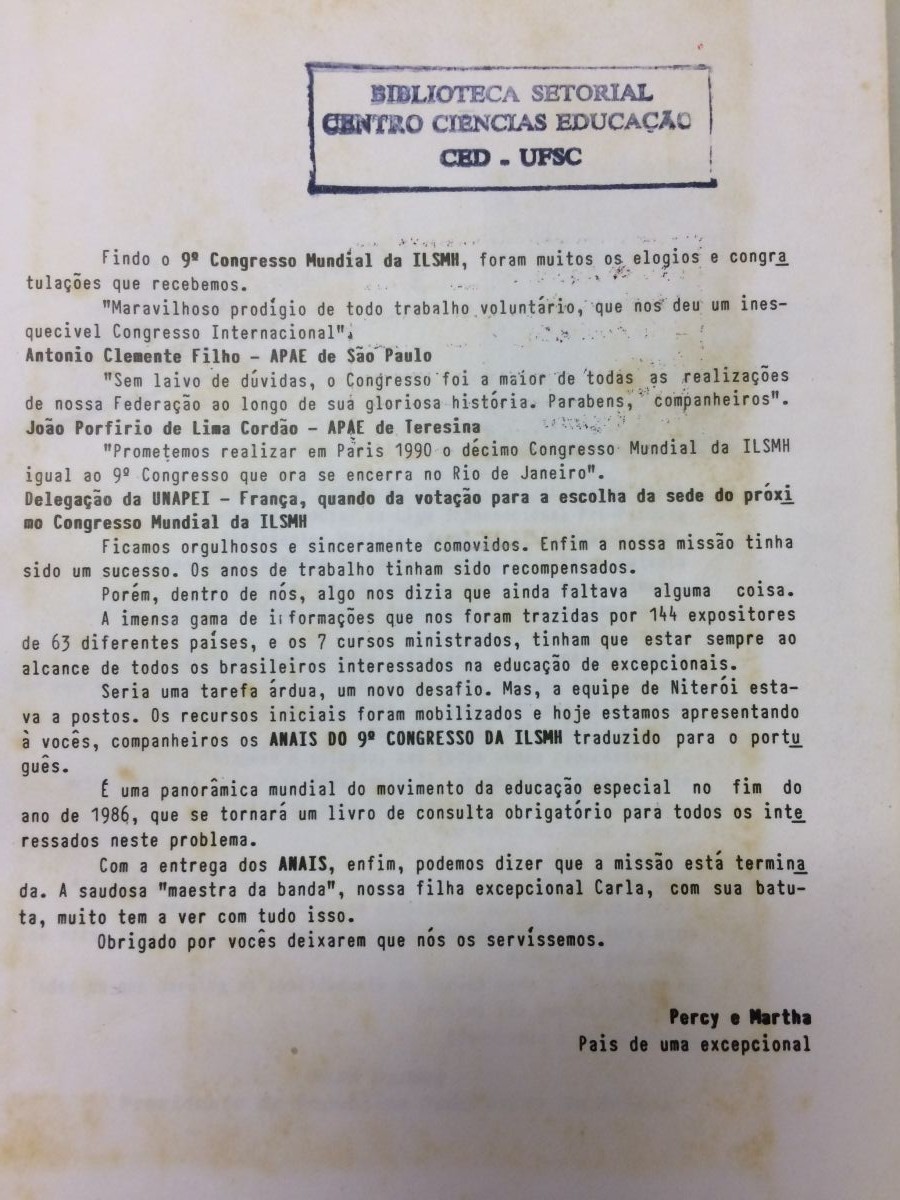 BIBLIOTECA SETORIAL
CENTRO CIENCIAS EDUCAÇÃO
CED - UFSC
Findo o 9º Congresso Mundial da ILSMH, foram muitos os elogios e congra
tulações que recebemos.
"Maravilhoso prodígio de todo trabalho voluntário, que nos deu um ines-
quecivel Congresso Internacional".
Antonio Clemente Filho - APAE de São Paulo
"Sem laivo de dúvidas, o Congresso foi a maior de todas as realizações
de nossa Federação ao longo de sua gloriosa história. Parabens, companheiros".
João Porfirio de Lima Cordão - APAE de Teresina
"Prometemos realizar em Paris 1990 o décimo Congresso Mundial da ILSMH
igual ao 9º Congresso que ora se encerra no Rio de Janeiro".
Delegação da UNAPEI - França, quando da votação para a escolha da sede do próxi
mo Congresso Mundial da ILSMH
Ficamos orgulhosos e sinceramente comovidos. Enfim a nossa missão tinha
sido um sucesso. Os anos de trabalho tinham sido recompensados.
Porém, dentro de nós, algo nos dizia que ainda faltava alguma coisa.
A imensa gama de informações que nos foram trazidas por 144 expositores
de 63 diferentes países, e os 7 cursos ministrados, tinham que estar sempre ao
alcance de todos os brasileiros interessados na educação de excepcionais.
Seria uma tarefa árdua, um novo desafio. Mas, a equipe de Niterói esta-
va a postos. Os recursos iniciais foram mobilizados e hoje estamos apresentando
à vocês, companheiros os ANAIS DO 9º CONGRESSO DA ILSMH traduzido para o portu
guês.
É uma panorâmica mundial do movimento da educação especial no fim do
ano de 1986, que se tornará um livro de consulta obrigatório para todos os inte
ressados neste problema.
Com a entrega dos ANAIS, enfim, podemos dizer que a missão está termina
da. A saudosa "maestra da banda", nossa filha excepcional Carla, com sua batu-
ta, muito tem a ver com tudo isso.
Obrigado por vocês deixarem que nós os servíssemos.
Percy e Martha
Pais de uma excepcional